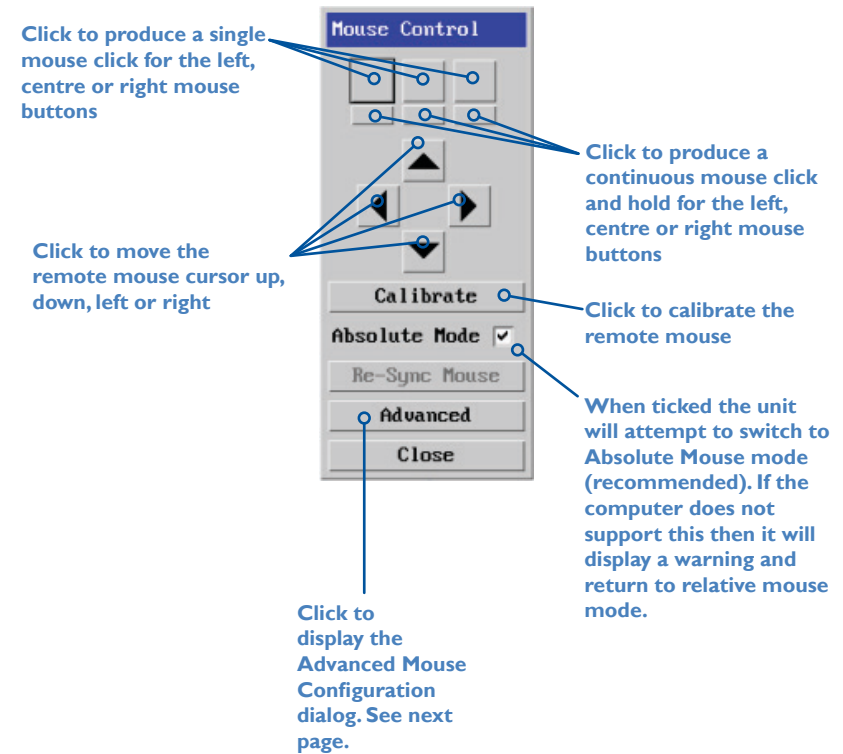 Click to produce a single
mouse click for the left,
centre or right mouse
buttons
Mouse Control
Click to produce a
continuous mouse click
and hold for the left,
centre or right mouse
buttons
Click to move the
remote mouse cursor up,
down, left or right
Calibrate
Click to calibrate the
remote mouse
Absolute Mode
Re-Sync Mouse
Advanced
Close
When ticked the unit
will attempt to switch to
Absolute Mouse mode
(recommended). If the
computer does not
support this then it will
display a warning and
return to relative mouse
mode.
Click to
display the
Advanced Mouse
Configuration
dialog. See next
page.